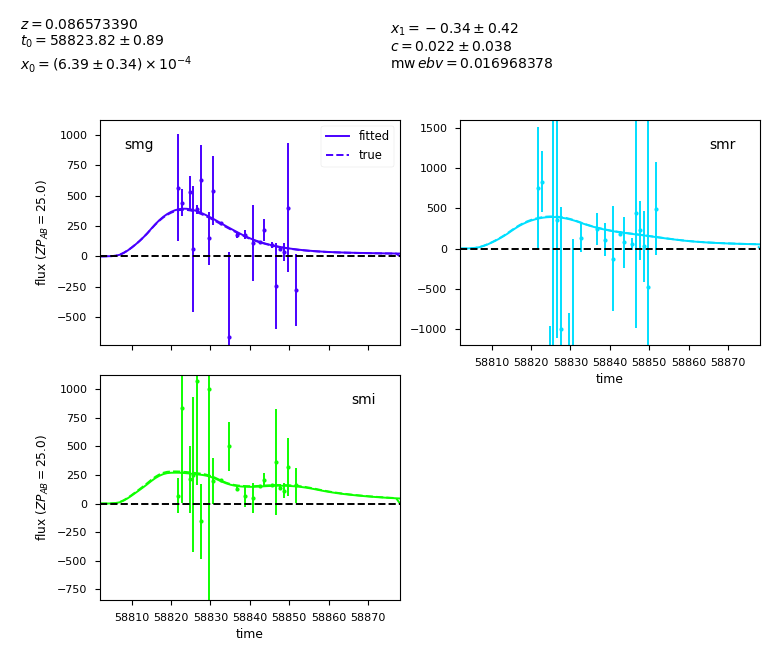 z = 0.086573390
t₀ = 58823.82 ± 0.89
x₀ = (6.39 ± 0.34) × 10⁻⁴
x₁ = −0.34 ± 0.42
c = 0.022 ± 0.038
mw ebv = 0.016968378
smg
fitted
true
1000
750
500
250
0
−250
−500
flux (ZP_AB = 25.0)
smr
1500
1000
500
0
−500
−1000
58810 58820 58830 58840 58850 58860 58870
time
smi
1000
750
500
250
0
−250
−500
−750
flux (ZP_AB = 25.0)
58810 58820 58830 58840 58850 58860 58870
time